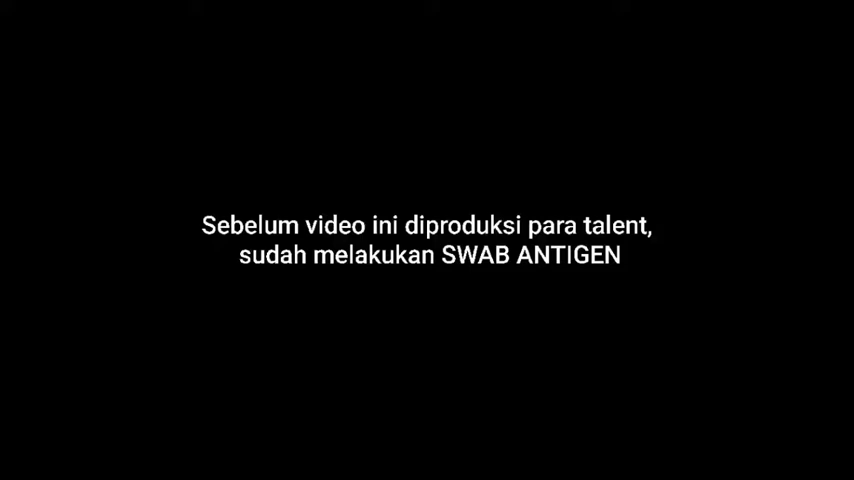 Sebelum video ini diproduksi para talent,
sudah melakukan SWAB ANTIGEN